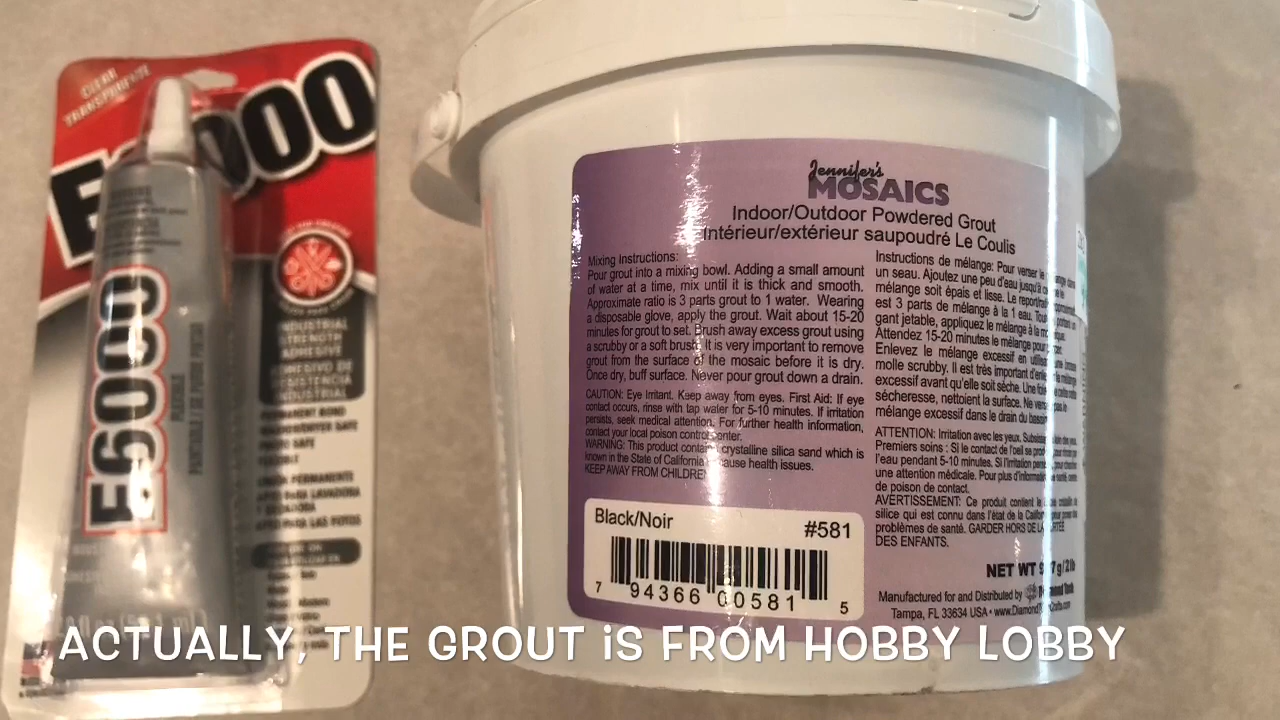 CLEAR
TRANSPARENTE
E6000
E6000
INDUSTRIAL
STRENGTH
ADHESIVE
ADHESIVO DE
RESISTENCIA
INDUSTRIAL
PERMANENT BOND
FLEXIBLE
Jennifer's
MOSAICS
Indoor/Outdoor Powdered Grout
Intérieur/extérieur saupoudré Le Coulis
Mixing Instructions:
Pour grout into a mixing bowl. Adding a small amount
of water at a time, mix until it is thick and smooth.
Approximate ratio is 3 parts grout to 1 water. Wearing
a disposable glove, apply the grout. Wait about 15-20
minutes for grout to set. Brush away excess grout using
a scrubby or a soft brush. It is very important to remove
grout from the surface of the mosaic before it is dry.
Once dry, buff surface. Never pour grout down a drain.
CAUTION: Eye Irritant. Keep away from eyes. First Aid: If eye
contact occurs, rinse with tap water for 5-10 minutes. If irritation
persists, seek medical attention. For further health information,
contact your local poison control center.
WARNING: This product contains crystalline silica sand which is
known in the State of California cause health issues.
KEEP AWAY FROM CHILDREN
Instructions de mélange: Pour verser le
un seau. Ajoutez une peu d'eau jusqu'à
mélange soit épais et lisse. Le
est 3 parts de mélange à la 1 eau.
gant jetable, appliquez le mélange à la
Attendez 15-20 minutes le mélange pour
Enlevez le mélange excessif en
molle scrubby. Il est très important
excessif avant qu'elle soit sèche. Une
sécheresse, nettoient la surface. Ne
mélange excessif dans le drain du
ATTENTION: Irritation avec les yeux.
Premiers soins : Si le contact de l'oeil se
l'eau pendant 5-10 minutes. Si l'irritation
une attention médicale. Pour plus
de poison de contact.
AVERTISSEMENT: Ce produit contient
silice qui est connu dans l'état de la
problèmes de santé. GARDER HORS DE LA
DES ENFANTS.
Black/Noir #581
7 94366 00581 5
NET WT
Manufactured for and Distributed by
Tampa, FL 33634 USA •
ACTUALLY, THE GROUT iS FROM HOBBY LOBBY